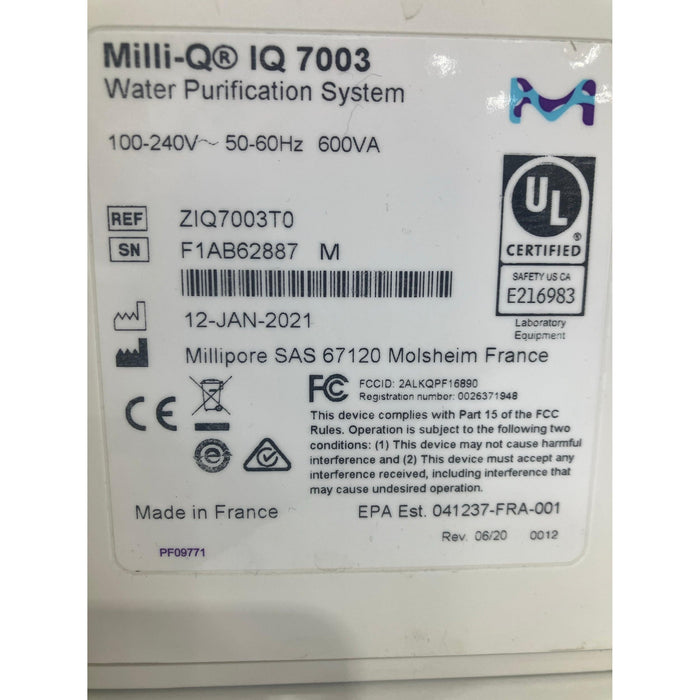 Milli-Q® IQ 7003
Water Purification System
100-240V~ 50-60Hz 600VA
REF ZIQ7003T0
SN F1AB62887 M
12-JAN-2021
Millipore SAS 67120 Molsheim France
UL
®
CERTIFIED
SAFETY US CA
E216983
Laboratory
Equipment
CE
e
FC
FCCID: 2ALKQPF16890
Registration number: 0026371948
This device complies with Part 15 of the FCC
Rules. Operation is subject to the following two
conditions: (1) This device may not cause harmful
interference and (2) This device must accept any
interference received, including interference that
may cause undesired operation.
Made in France
EPA Est. 041237-FRA-001
Rev. 06/20 0012
PF09771